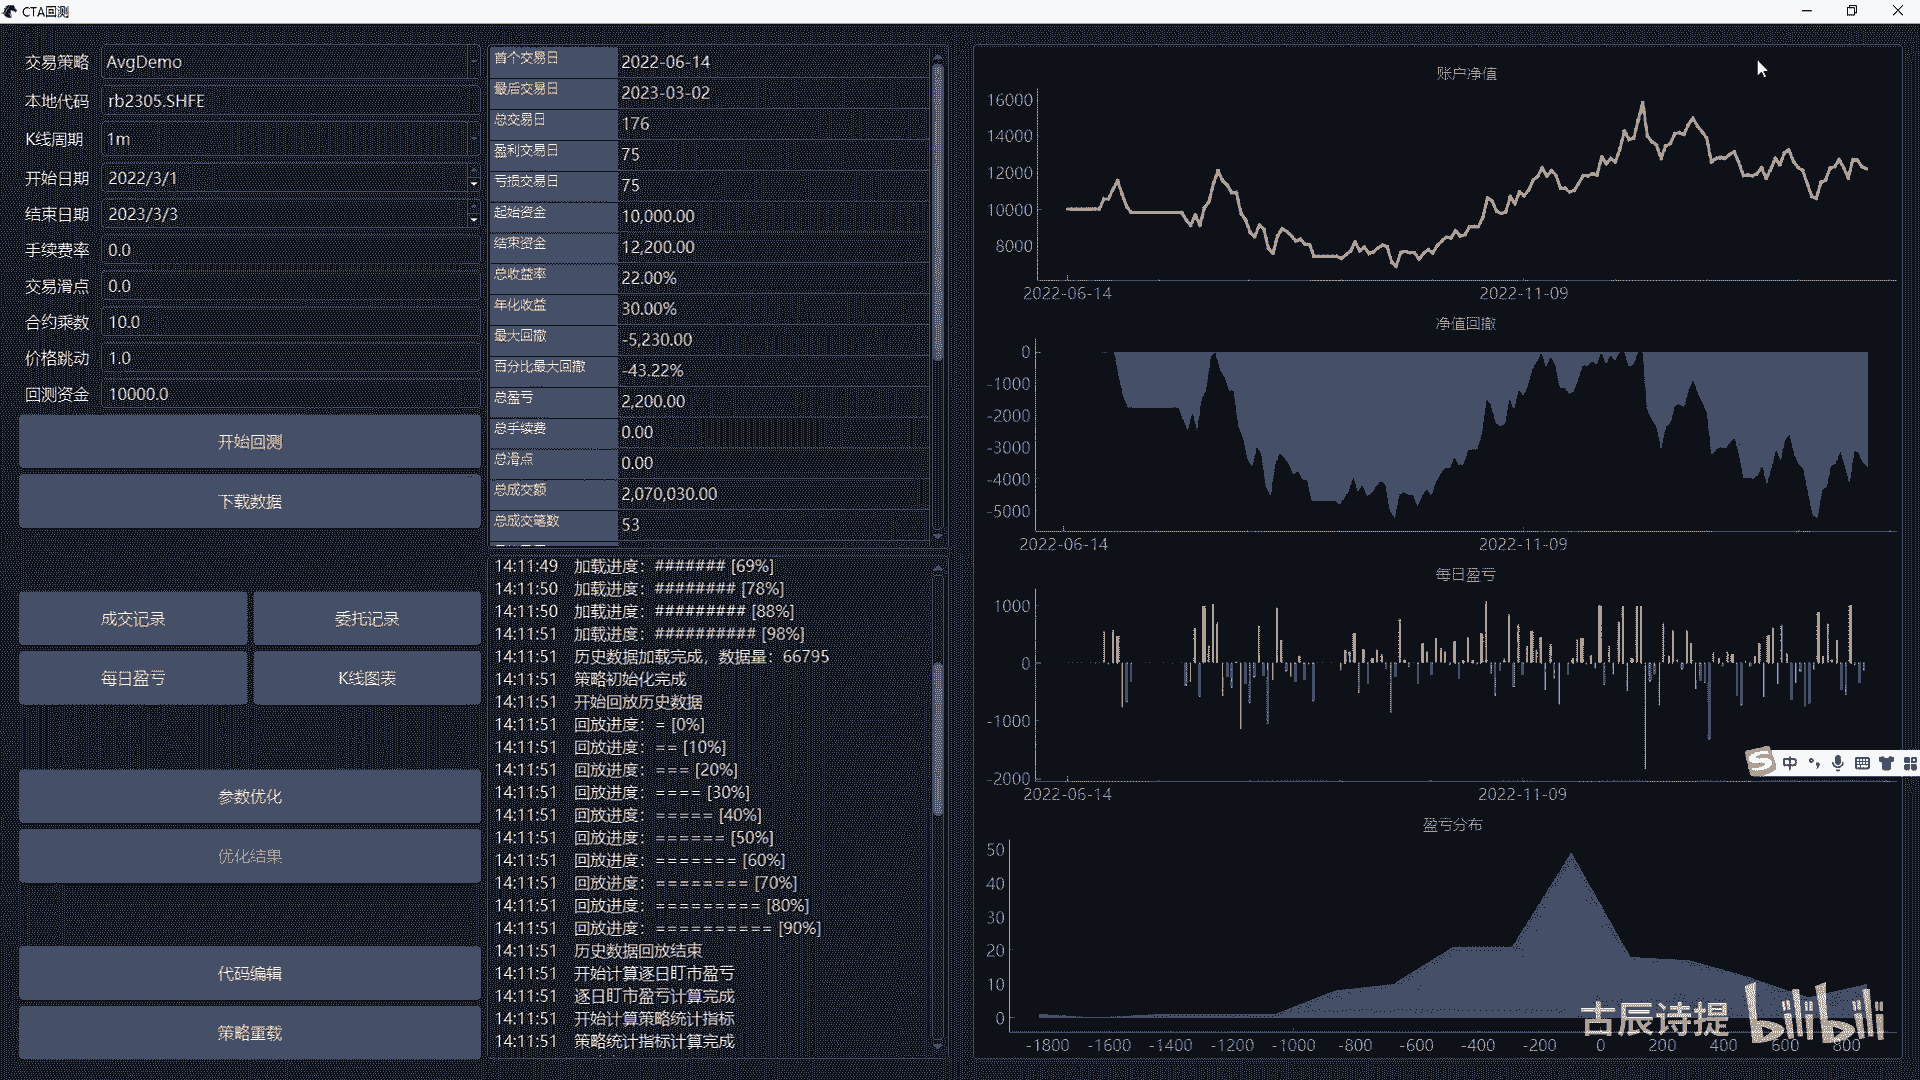 CTA回测
交易策略 AvgDemo
本地代码 rb2305.SHFE
K线周期 1m
开始日期 2022/3/1
结束日期 2023/3/3
手续费率 0.0
交易滑点 0.0
合约乘数 10.0
价格跳动 1.0
回测资金 10000.0
开始回测
下载数据
成交记录 委托记录
每日盈亏 K线图表
参数优化
优化结果
代码编辑
策略重载
首个交易日 2022-06-14
最后交易日 2023-03-02
总交易日 176
盈利交易日 75
亏损交易日 75
起始资金 10,000.00
结束资金 12,200.00
总收益率 22.00%
年化收益 30.00%
最大回撤 -5,230.00
百分比最大回撤 -43.22%
总盈亏 2,200.00
总手续费 0.00
总滑点 0.00
总成交额 2,070,030.00
总成交笔数 53
14:11:49 加载进度：####### [69%]
14:11:50 加载进度：######## [78%]
14:11:50 加载进度：######### [88%]
14:11:51 加载进度：########## [98%]
14:11:51 历史数据加载完成，数据量：66795
14:11:51 策略初始化完成
14:11:51 开始回放历史数据
14:11:51 回放进度：= [0%]
14:11:51 回放进度：== [10%]
14:11:51 回放进度：=== [20%]
14:11:51 回放进度：==== [30%]
14:11:51 回放进度：===== [40%]
14:11:51 回放进度：====== [50%]
14:11:51 回放进度：======= [60%]
14:11:51 回放进度：======== [70%]
14:11:51 回放进度：========= [80%]
14:11:51 回放进度：========== [90%]
14:11:51 历史数据回放结束
14:11:51 开始计算逐日盯市盈亏
14:11:51 逐日盯市盈亏计算完成
14:11:51 开始计算策略统计指标
14:11:51 策略统计指标计算完成
账户净值
16000
14000
12000
10000
8000
2022-06-14 2022-11-09
净值回撤
0
-1000
-2000
-3000
-4000
-5000
2022-06-14 2022-11-09
每日盈亏
1000
0
-1000
-2000
2022-06-14 2022-11-09
S 中
盈亏分布
50
40
30
20
10
0
-1800 -1600 -1400 -1200 -1000 -800 -600 -400 -200 0 200 400 600 800
古辰诗提 bilibili